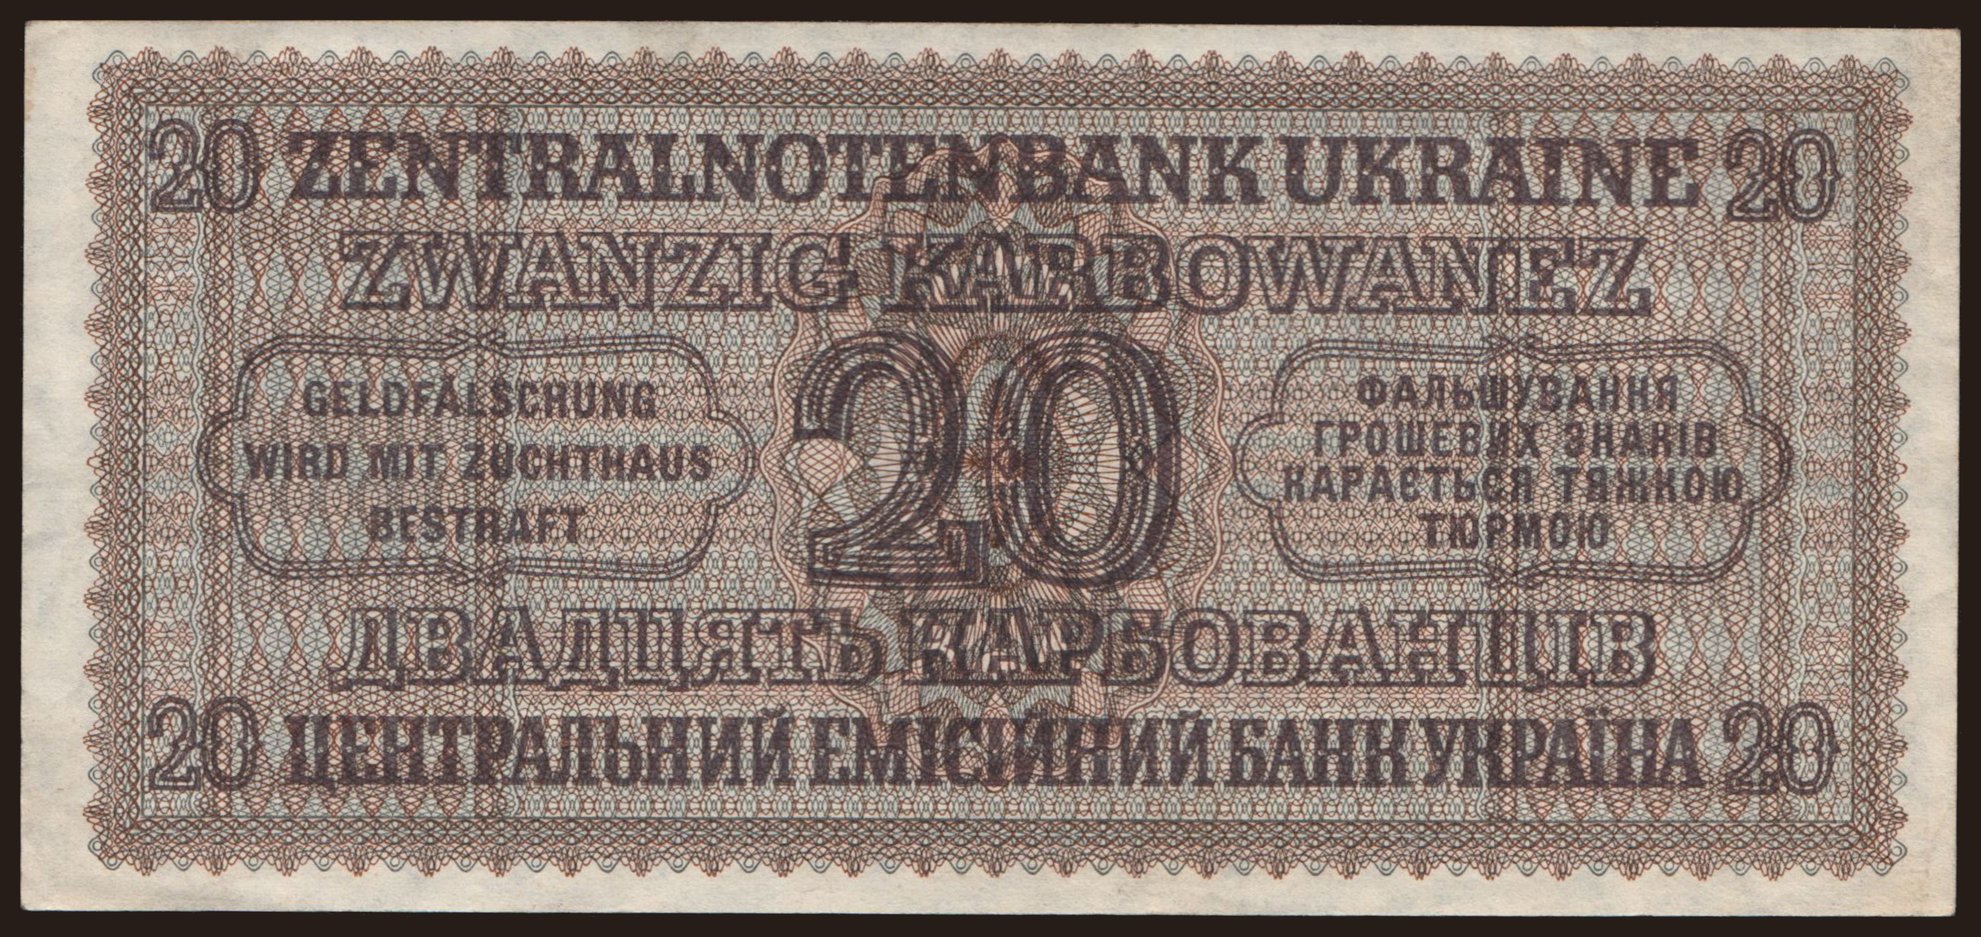 20 ZENTRALNOTENBANK UKRAINE 20
ZWANZIG KARBOWANEZ
GELDFÄLSCHUNG
WIRD MIT ZUCHTHAUS
BESTRAFT
20
ФАЛЬШУВАННЯ
ГРОШЕВИХ ЗНАКІВ
КАРАЄТЬСЯ ТЯЖКОЮ
ТЮРМОЮ
ДВАДЦЯТЬ КАРБОВАНЦІВ
20 ЦЕНТРАЛЬНИЙ ЕМІСІЙНИЙ БАНК УКРАЇНА 20